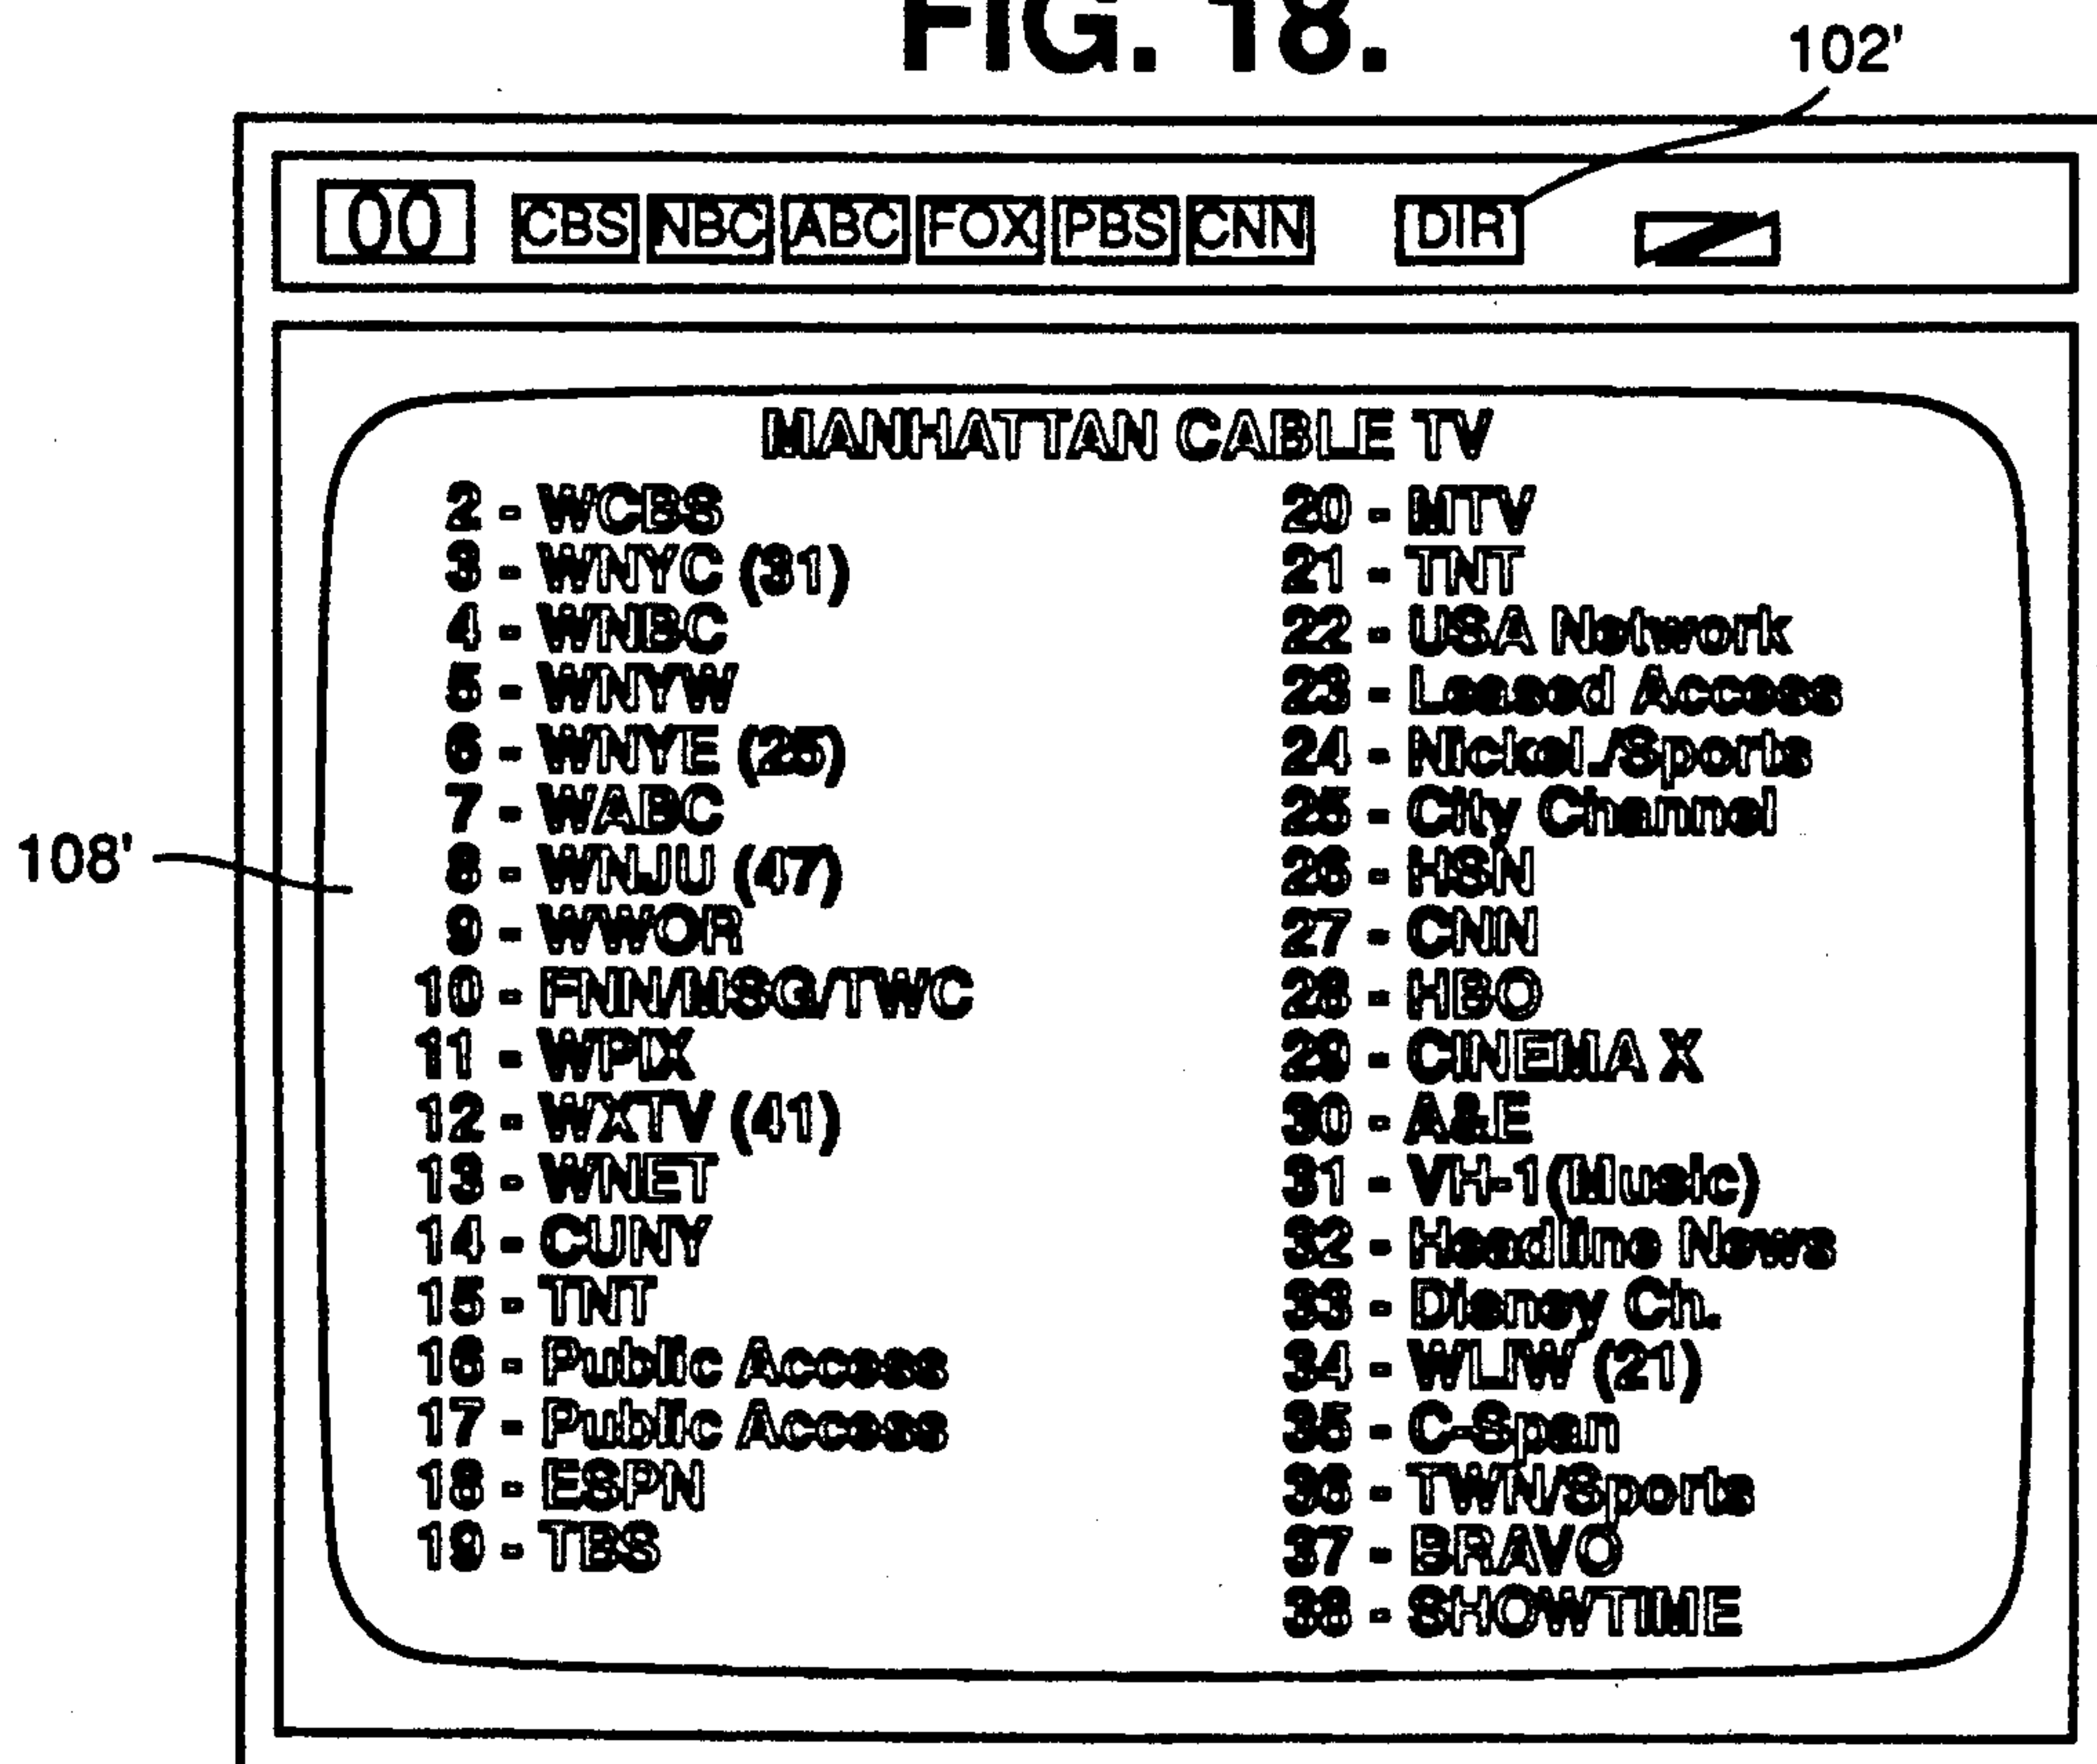 FIG. 18.
102'
00 CBS NBC ABC FOX PBS CNN DIR
MANHATTAN CABLE TV
2 - WCBS
3 - WNYC (31)
4 - WNBC
5 - WNYW
6 - WNYE (25)
7 - WABC
8 - WNJU (47)
9 - WWOR
10 - FNN/MSG/TWC
11 - WPIX
12 - WXTV (41)
13 - WNET
14 - CUNY
15 - TNT
16 - Public Access
17 - Public Access
18 - ESPN
19 - TBS
20 - MTV
21 - TNT
22 - USA Network
23 - Leased Access
24 - Nickel./Sports
25 - City Channel
26 - HSN
27 - CNN
28 - HBO
29 - CINEMAX
30 - A&E
31 - VH-1(Music)
32 - Headline News
33 - Disney Ch.
34 - WLIW (21)
35 - C-Span
36 - TWN/Sports
37 - BRAVO
38 - SHOWTIME
108'